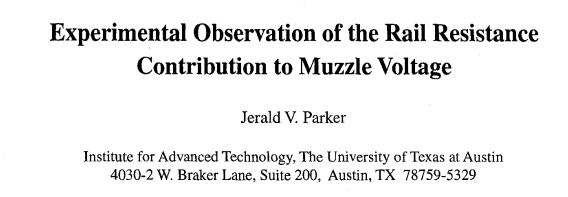 Experimental Observation of the Rail Resistance
Contribution to Muzzle Voltage
Jerald V. Parker
Institute for Advanced Technology, The University of Texas at Austin
4030-2 W. Braker Lane, Suite 200, Austin, TX 78759-5329